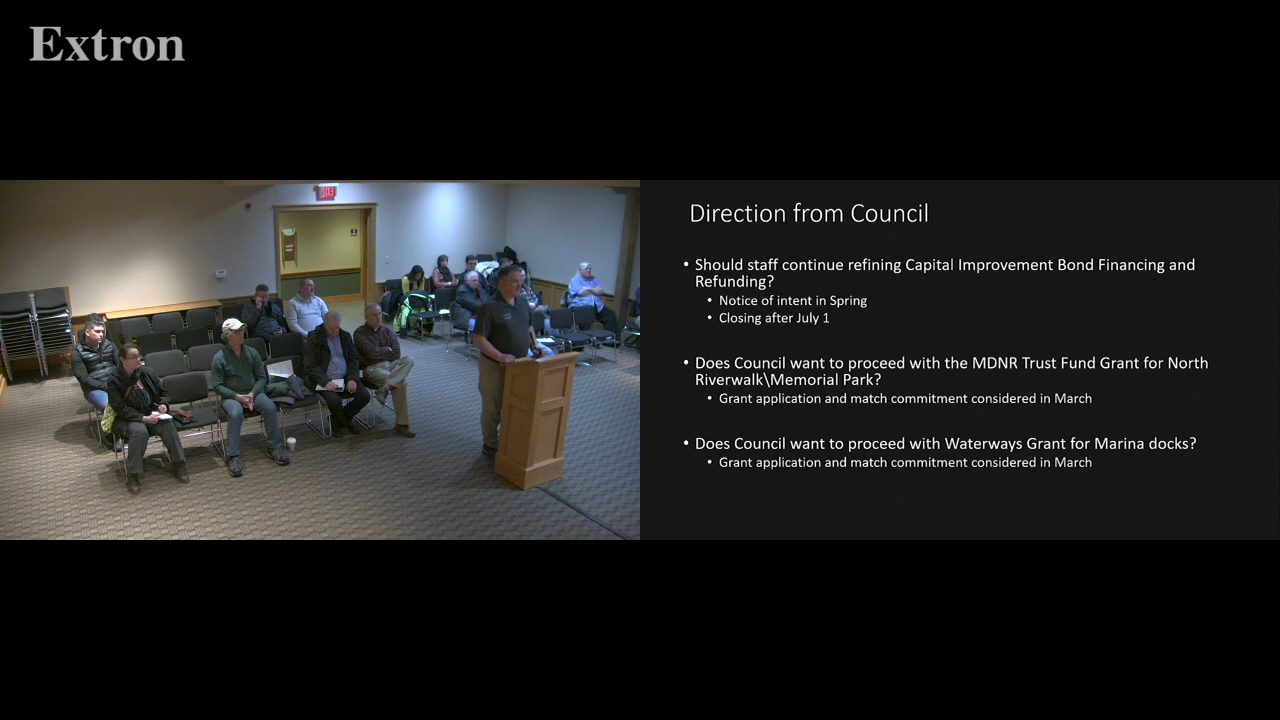 Extron
Direction from Council
• Should staff continue refining Capital Improvement Bond Financing and
Refunding?
• Notice of intent in Spring
• Closing after July 1
• Does Council want to proceed with the MDNR Trust Fund Grant for North
Riverwalk\Memorial Park?
• Grant application and match commitment considered in March
• Does Council want to proceed with Waterways Grant for Marina docks?
• Grant application and match commitment considered in March